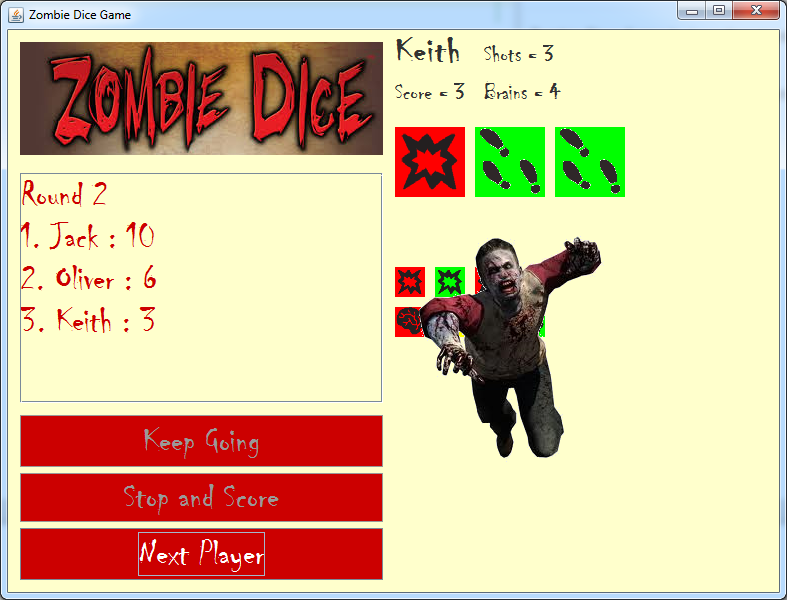 Zombie Dice Game
ZOMBIE DICE
Keith Shots = 3
Score = 3 Brains = 4
Round 2
1. Jack : 10
2. Oliver : 6
3. Keith : 3
Keep Going
Stop and Score
Next Player